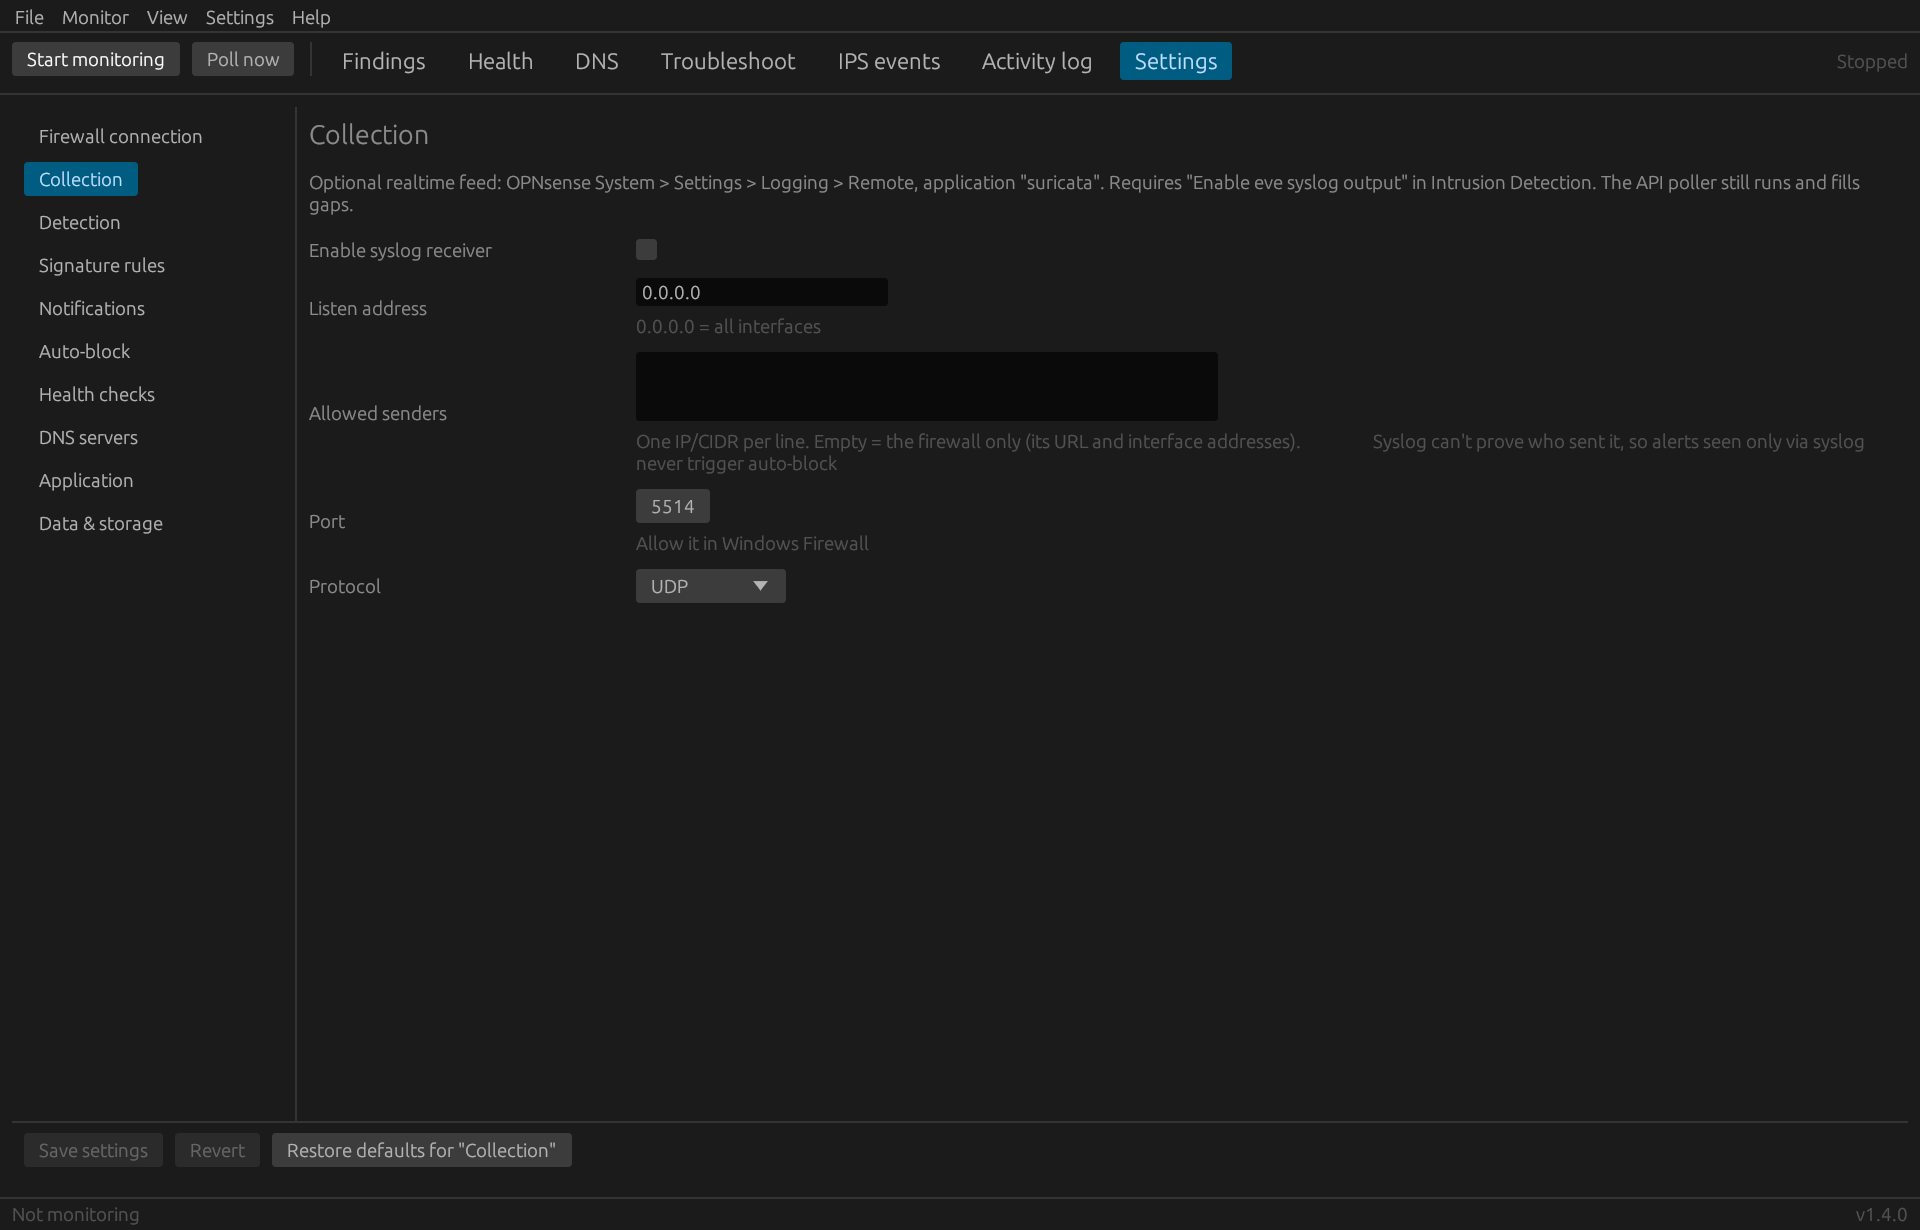 File Monitor View Settings Help
Start monitoring Poll now Findings Health DNS Troubleshoot IPS events Activity log Settings Stopped
Firewall connection
Collection
Detection
Signature rules
Notifications
Auto-block
Health checks
DNS servers
Application
Data & storage
Collection
Optional realtime feed: OPNsense System > Settings > Logging > Remote, application "suricata". Requires "Enable eve syslog output" in Intrusion Detection. The API poller still runs and fills
gaps.
Enable syslog receiver
Listen address 0.0.0.0
0.0.0.0 = all interfaces
Allowed senders
One IP/CIDR per line. Empty = the firewall only (its URL and interface addresses). Syslog can't prove who sent it, so alerts seen only via syslog
never trigger auto-block
Port 5514
Allow it in Windows Firewall
Protocol UDP
Save settings Revert Restore defaults for "Collection"
Not monitoring v1.4.0